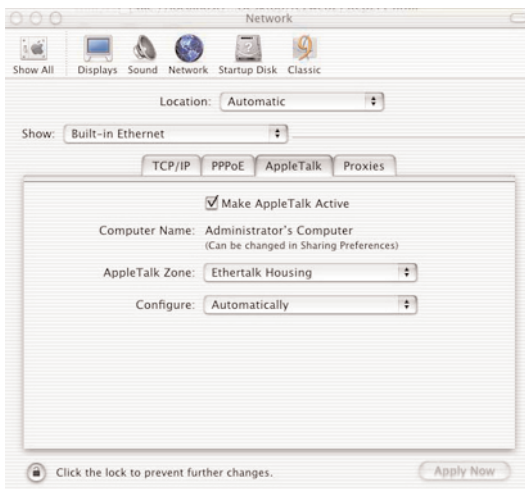 Network
Show All Displays Sound Network Startup Disk Classic
Location: Automatic
Show: Built-in Ethernet
TCP/IP PPPoE AppleTalk Proxies
Make AppleTalk Active
Computer Name: Administrator's Computer
(Can be changed in Sharing Preferences)
AppleTalk Zone: Ethertalk Housing
Configure: Automatically
Click the lock to prevent further changes.
Apply Now